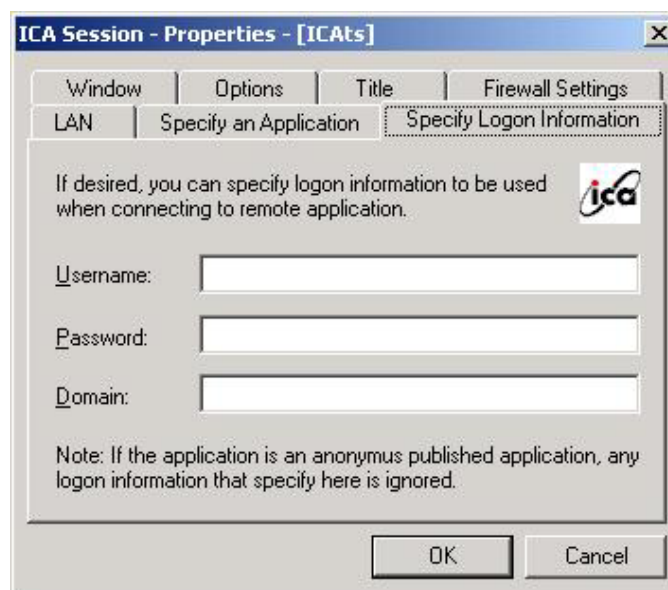 ICA Session - Properties - [ICAts]
Window Options Title Firewall Settings
LAN Specify an Application Specify Logon Information
If desired, you can specify logon information to be used
when connecting to remote application.
ica
Username:
Password:
Domain:
Note: If the application is an anonymus published application, any
logon information that specify here is ignored.
OK Cancel